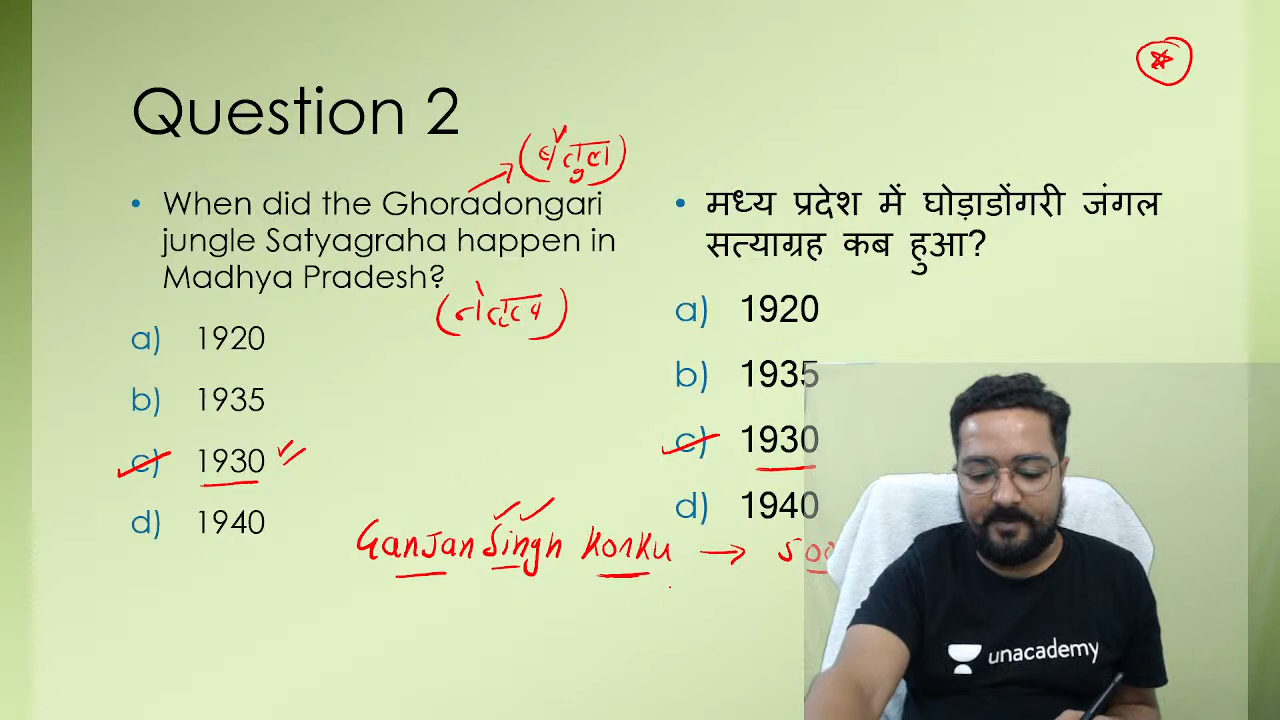 Question 2
(बैतूल)
When did the Ghoradongari
jungle Satyagraha happen in
Madhya Pradesh?
a) 1920
b) 1935
c) 1930
d) 1940
मध्य प्रदेश में घोड़ाडोंगरी जंगल
सत्याग्रह कब हुआ?
a) 1920
b) 1935
c) 1930
d) 1940
Ganjan Singh Korku → 500
unacademy